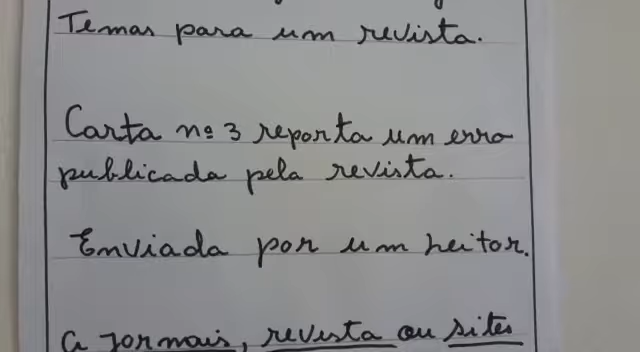 Temas para um revista.
Carta nº 3 reporta um erro
publicada pela revista.
Enviada por um heitor.
a jornais, revista ou sites